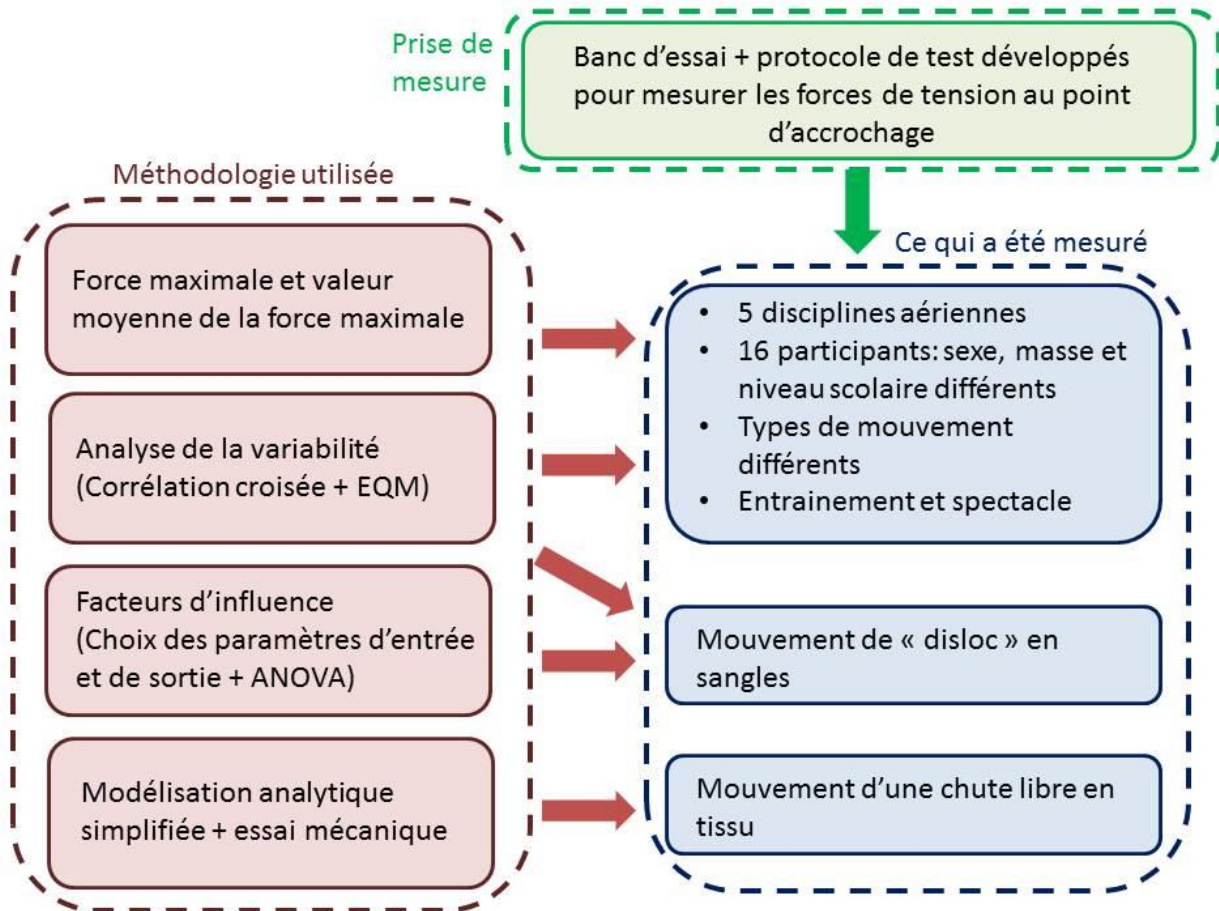 Prise de
mesure
Banc d'essai + protocole de test développés
pour mesurer les forces de tension au point
d'accrochage
Méthodologie utilisée
Force maximale et valeur
moyenne de la force maximale
Analyse de la variabilité
(Corrélation croisée + EQM)
Facteurs d'influence
(Choix des paramètres d'entrée
et de sortie + ANOVA)
Modélisation analytique
simplifiée + essai mécanique
Ce qui a été mesuré
• 5 disciplines aériennes
• 16 participants: sexe, masse et
niveau scolaire différents
• Types de mouvement
différents
• Entrainement et spectacle
Mouvement de « disloc » en
sangles
Mouvement d'une chute libre en
tissu